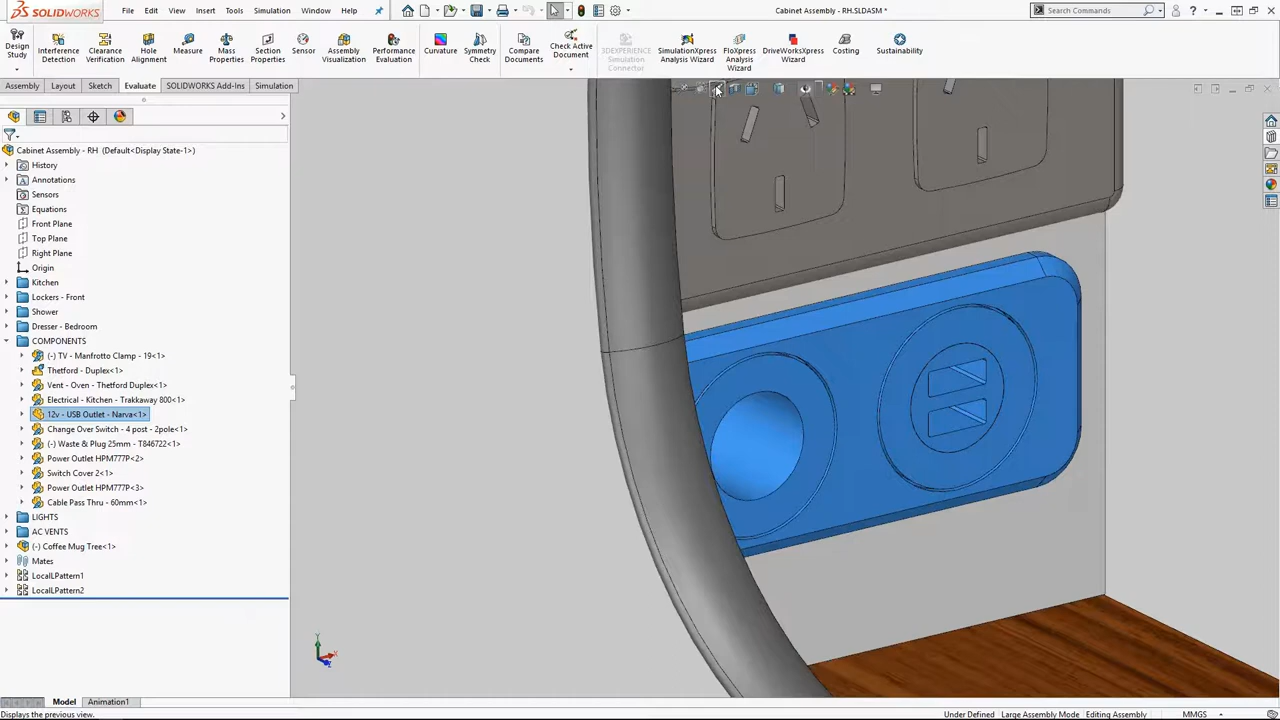 SOLIDWORKS File Edit View Insert Tools Simulation Window Help Cabinet Assembly - RH.SLDASM * Search Commands
Design Study
Interference Detection
Clearance Verification
Hole Alignment
Measure
Mass Properties
Section Properties
Sensor
Assembly Visualization
Performance Evaluation
Curvature
Symmetry Check
Compare Documents
Check Active Document
3DEXPERIENCE Simulation Connector
SimulationXpress Analysis Wizard
FloXpress Analysis Wizard
DriveWorksXpress Wizard
Costing
Sustainability
Assembly Layout Sketch Evaluate SOLIDWORKS Add-Ins Simulation
Cabinet Assembly - RH (Default<Display State-1>)
History
Annotations
Sensors
Equations
Front Plane
Top Plane
Right Plane
Origin
Kitchen
Lockers - Front
Shower
Dresser - Bedroom
COMPONENTS
(-) TV - Manfrotto Clamp - 19<1>
Thetford - Duplex<1>
Vent - Oven - Thetford Duplex<1>
Electrical - Kitchen - Trakkaway 800<1>
12v - USB Outlet - Narva<1>
Change Over Switch - 4 post - 2pole<1>
(-) Waste & Plug 25mm - T846722<1>
Power Outlet HPM777P<2>
Switch Cover 2<1>
Power Outlet HPM777P<3>
Cable Pass Thru - 60mm<1>
LIGHTS
AC VENTS
(-) Coffee Mug Tree<1>
Mates
LocalLPattern1
LocalLPattern2
Y
X
Z
Model Animation1
Displays the previous view. Under Defined Large Assembly Mode Editing Assembly MMGS